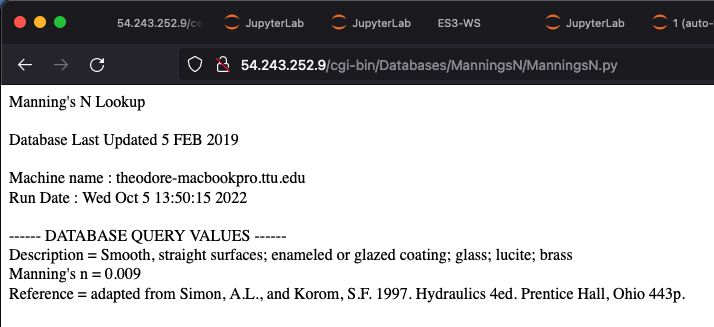 54.243.252.9/ce
JupyterLab
JupyterLab
ES3-WS
JupyterLab
1 (auto-
54.243.252.9/cgi-bin/Databases/ManningsN/ManningsN.py
Manning's N Lookup
Database Last Updated 5 FEB 2019
Machine name : theodore-macbookpro.ttu.edu
Run Date : Wed Oct 5 13:50:15 2022
------ DATABASE QUERY VALUES ------
Description = Smooth, straight surfaces; enameled or glazed coating; glass; lucite; brass
Manning's n = 0.009
Reference = adapted from Simon, A.L., and Korom, S.F. 1997. Hydraulics 4ed. Prentice Hall, Ohio 443p.